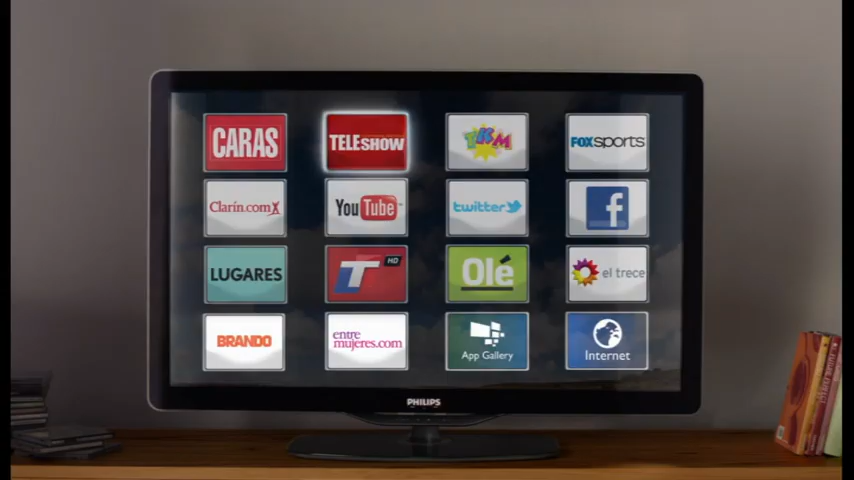 CARAS
TELESHOW
TKM
FOX sports
Clarín.com
YouTube
twitter
f
LUGARES
T HD
Olé
el trece
BRANDO
entre
mujeres.com
App Gallery
Internet
PHILIPS